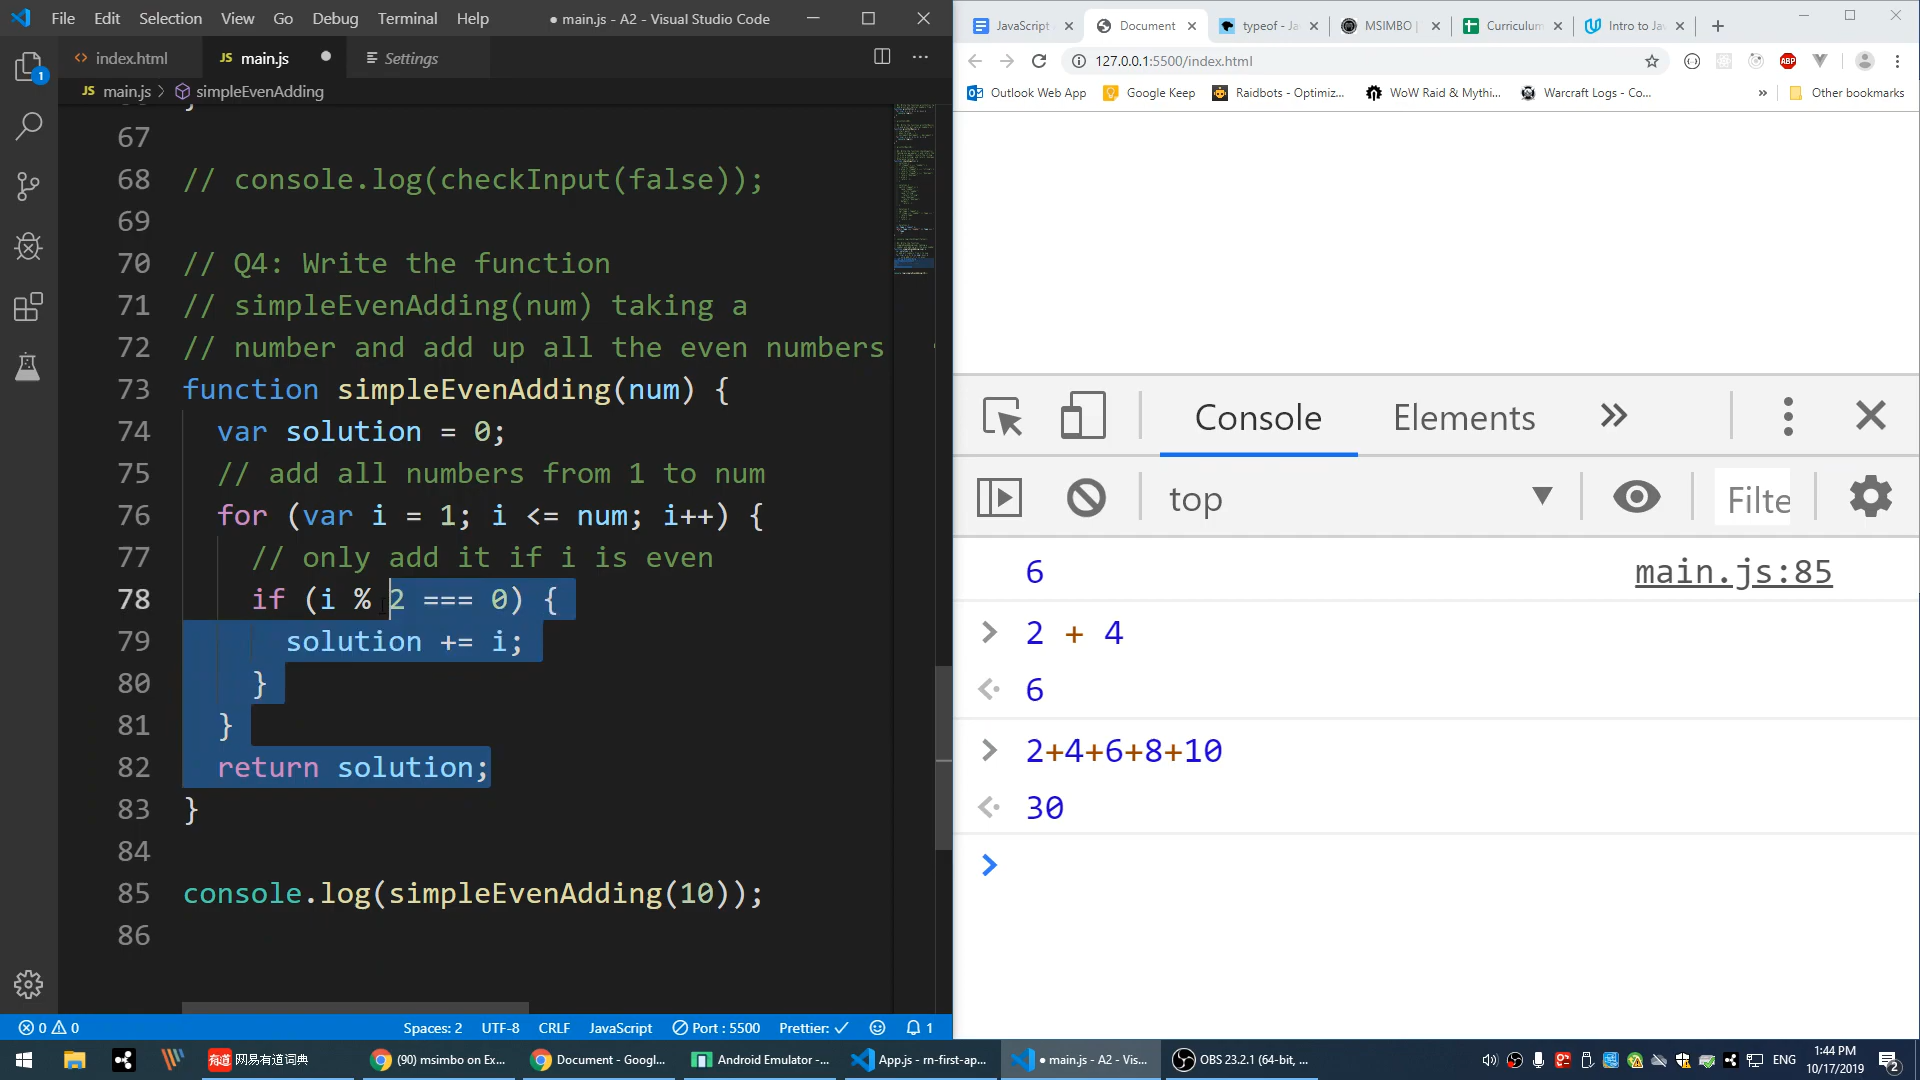 File Edit Selection View Go Debug Terminal Help
● main.js - A2 - Visual Studio Code
index.html
JS main.js
Settings
JS main.js > simpleEvenAdding
67
68 // console.log(checkInput(false));
69
70 // Q4: Write the function
71 // simpleEvenAdding(num) taking a
72 // number and add up all the even numbers
73 function simpleEvenAdding(num) {
74 var solution = 0;
75 // add all numbers from 1 to num
76 for (var i = 1; i <= num; i++) {
77 // only add it if i is even
78 if (i % 2 === 0) {
79 solution += i;
80 }
81 }
82 return solution;
83 }
84
85 console.log(simpleEvenAdding(10));
86
1
0 0
Spaces: 2 UTF-8 CRLF JavaScript Port : 5500 Prettier: ✓ 1
JavaScript
Document
typeof - Ja
MSIMBO |
Curriculum
Intro to Ja
127.0.0.1:5500/index.html
ABP
Outlook Web App
Google Keep
Raidbots - Optimiz...
WoW Raid & Mythi...
Warcraft Logs - Co...
»
Other bookmarks
Console Elements »
top Filte
6 main.js:85
> 2 + 4
6
> 2+4+6+8+10
30
>
有道 网易有道词典
(90) msimbo on Ex...
Document - Googl...
Android Emulator -...
App.js - rn-first-ap...
● main.js - A2 - Vis...
OBS 23.2.1 (64-bit, ...
ENG
1:44 PM
10/17/2019
2